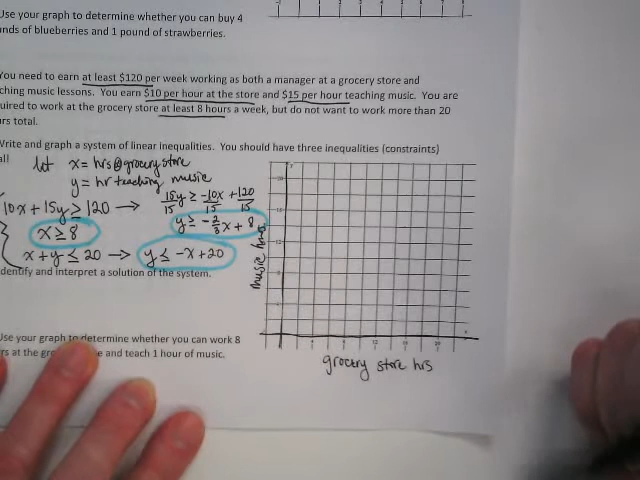 Use your graph to determine whether you can buy 4
nds of blueberries and 1 pound of strawberries.
You need to earn at least $120 per week working as both a manager at a grocery store and
ching music lessons. You earn $10 per hour at the store and $15 per hour teaching music. You are
uired to work at the grocery store at least 8 hours a week, but do not want to work more than 20
rs total.
Write and graph a system of linear inequalities. You should have three inequalities (constraints)
all
let x = hrs @ grocery store
y = hr teaching music
10x + 15y ≥ 120 → 15y/15 ≥ -10x/15 + 120/15
y ≥ -2/3x + 8
x ≥ 8
x + y ≤ 20 → y ≤ -x + 20
dentify and interpret a solution of the system.
music hours
grocery store hrs
Use your graph to determine whether you can work 8
rs at the gr e and teach 1 hour of music.